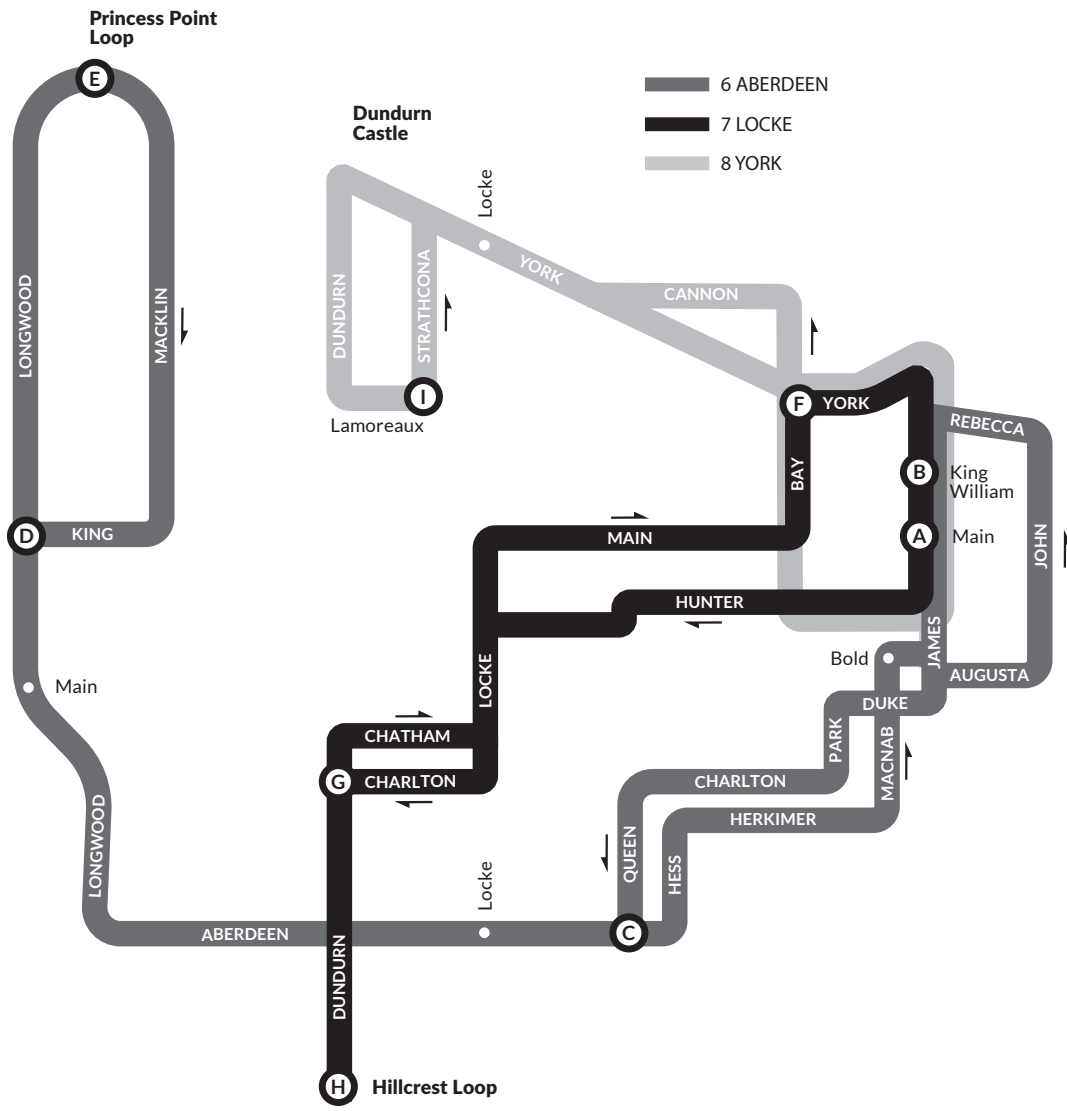 Princess Point
Loop
E
6 ABERDEEN
7 LOCKE
8 YORK
Dundurn
Castle
Locke
YORK
CANNON
LONGWOOD
MACKLIN
DUNDURN
STRATHCONA
I
Lamoreaux
F
YORK
REBECCA
BAY
B
King
William
D
KING
MAIN
A
Main
JOHN
HUNTER
JAMES
Bold
AUGUSTA
Main
LOCKE
DUKE
CHATHAM
PARK
MACNAB
G
CHARLTON
CHARLTON
HERKIMER
LONGWOOD
QUEEN
HESS
Locke
ABERDEEN
C
DUNDURN
H
Hillcrest Loop